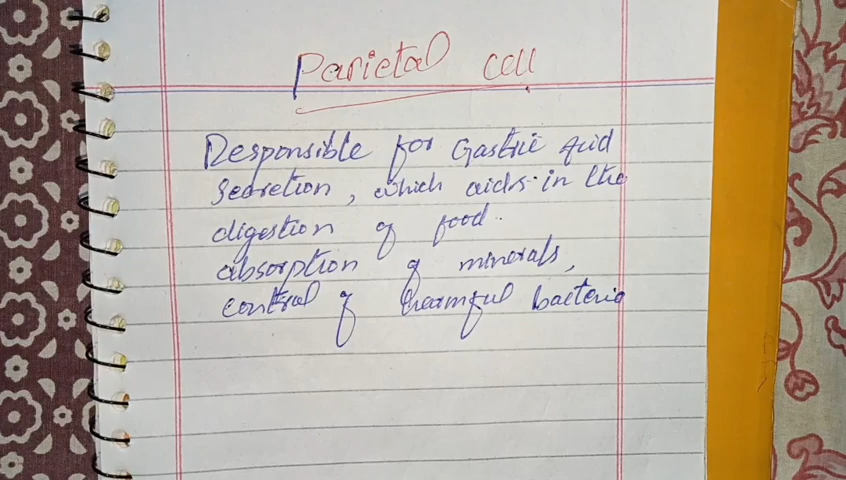 Parietal cell
Responsible for Gastric Acid
Secretion, which aids in the
digestion of food.
absorption of minerals,
control of harmful bacteria